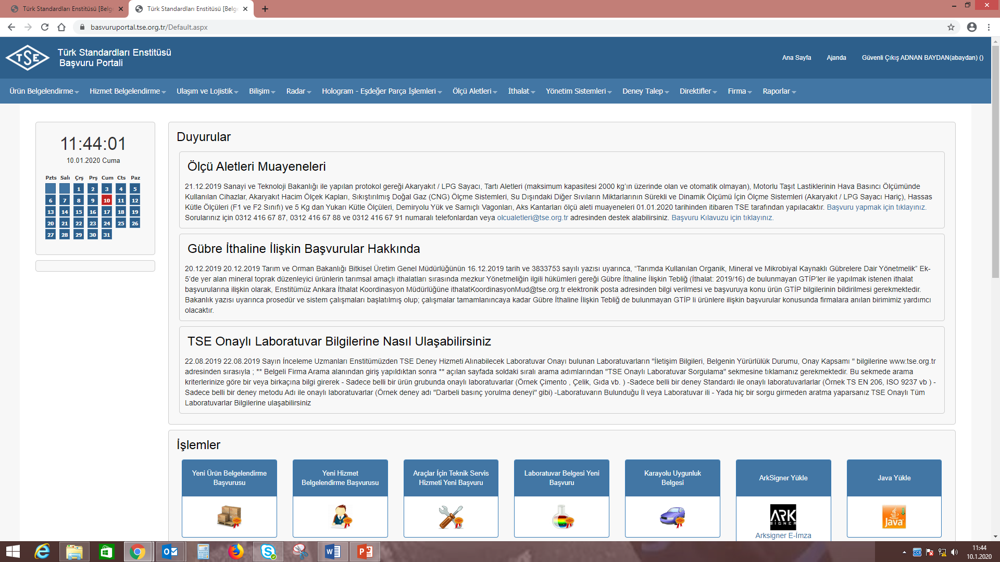 Türk Standardları Enstitüsü [Belge
Türk Standardları Enstitüsü [Belge
basvuruportal.tse.org.tr/Default.aspx
TSE
Türk Standardları Enstitüsü
Başvuru Portali
Ana Sayfa
Ajanda
Güvenli Çıkış ADNAN BAYDAN(abaydan) ()
Ürün Belgelendirme
Hizmet Belgelendirme
Ulaşım ve Lojistik
Bilişim
Radar
Hologram - Eşdeğer Parça İşlemleri
Ölçü Aletleri
İthalat
Yönetim Sistemleri
Deney Talep
Direktifler
Firma
Raporlar
11:44:01
10.01.2020 Cuma
Pzts Salı Çrş Prş Cum Cts Paz
1 2 3 4 5
6 7 8 9 10 11 12
13 14 15 16 17 18 19
20 21 22 23 24 25 26
27 28 29 30 31
Duyurular
Ölçü Aletleri Muayeneleri
21.12.2019 Sanayi ve Teknoloji Bakanlığı ile yapılan protokol gereği Akaryakıt / LPG Sayacı, Tartı Aletleri (maksimum kapasitesi 2000 kg'ın üzerinde olan ve otomatik olmayan), Motorlu Taşıt Lastiklerinin Hava Basıncı Ölçümünde
Kullanılan Cihazlar, Akaryakıt Hacim Ölçek Kapları, Sıkıştırılmış Doğal Gaz (CNG) Ölçme Sistemleri, Su Dışındaki Diğer Sıvıların Miktarlarının Sürekli ve Dinamik Ölçümü İçin Ölçme Sistemleri (Akaryakıt / LPG Sayacı Hariç), Hassas
Kütle Ölçüleri (F1 ve F2 Sınıfı) ve 5 Kg dan Yukarı Kütle Ölçüleri, Demiryolu Yük ve Sarnıçlı Vagonları, Aks Kantarları ölçü aleti muayeneleri 01.01.2020 tarihinden itibaren TSE tarafından yapılacaktır. Başvuru yapmak için tıklayınız.
Sorularınız için 0312 416 67 87, 0312 416 67 88 ve 0312 416 67 91 numaralı telefonlardan veya olcualetleri@tse.org.tr adresinden destek alabilirsiniz. Başvuru Kılavuzu için tıklayınız.
Gübre İthaline İlişkin Başvurular Hakkında
20.12.2019 20.12.2019 Tarım ve Orman Bakanlığı Bitkisel Üretim Genel Müdürlüğünün 16.12.2019 tarih ve 3833753 sayılı yazısı uyarınca, “Tarımda Kullanılan Organik, Mineral ve Mikrobiyal Kaynaklı Gübrelere Dair Yönetmelik” Ek-
5'de yer alan mineral toprak düzenleyici ürünlerin tarımsal amaçlı ithalatları sırasında mezkur Yönetmeliğin ilgili hükümleri gereği Gübre İthaline İlişkin Tebliğ (İthalat: 2019/16) de bulunmayan GTİP'ler ile yapılmak istenen ithalat
başvurularına ilişkin olarak, Enstitümüz Ankara İthalat Koordinasyon Müdürlüğüne ithalatKoordinasyonMud@tse.org.tr elektronik posta adresinden bilgi verilmesi ve başvuruya konu ürün GTİP bilgilerinin bildirilmesi gerekmektedir.
Bakanlık yazısı uyarınca prosedür ve sistem çalışmaları başlatılmış olup; çalışmalar tamamlanıncaya kadar Gübre İthaline İlişkin Tebliğ de bulunmayan GTİP li ürünlere ilişkin başvurular konusunda firmalara anılan birimimiz yardımcı
olacaktır.
TSE Onaylı Laboratuvar Bilgilerine Nasıl Ulaşabilirsiniz
22.08.2019 22.08.2019 Sayın İnceleme Uzmanları Enstitümüzden TSE Deney Hizmeti Alınabilecek Laboratuvar Onayı bulunan Laboratuvarların "İletişim Bilgileri, Belgenin Yürürlülük Durumu, Onay Kapsamı " bilgilerine www.tse.org.tr
adresinden sırasıyla ; ** Belgeli Firma Arama alanından giriş yapıldıktan sonra ** açılan sayfada soldaki sıralı arama adımlarından "TSE Onaylı Laboratuvar Sorgulama" sekmesine tıklamanız gerekmektedir. Bu sekmede arama
kriterlerinize göre bir veya birkaçına bilgi girerek - Sadece belli bir ürün grubunda onaylı laboratuvarlar (Örnek Çimento , Çelik, Gıda vb. ) -Sadece belli bir deney Standardı ile onaylı laboratuvarlarlar (Örnek TS EN 206, ISO 9237 vb ) -
Sadece belli bir deney metodu Adı ile onaylı laboratuvarlar (Örnek deney adı "Darbeli basınç yorulma deneyi" gibi) -Laboratuvarın Bulunduğu İl veya Laboratuvar ili - Yada hiç bir sorgu girmeden aratma yaparsanız TSE Onaylı Tüm
Laboratuvarlar Bilgilerine ulaşabilirsiniz
İşlemler
Yeni Ürün Belgelendirme
Başvurusu
Yeni Hizmet
Belgelendirme Başvurusu
Araçlar İçin Teknik Servis
Hizmeti Yeni Başvuru
Laboratuvar Belgesi Yeni
Başvuru
Karayolu Uygunluk
Belgesi
ArkSigner Yükle
ARK
SIGNER
Arksigner E-İmza
Java Yükle
Java
11:44
10.1.2020